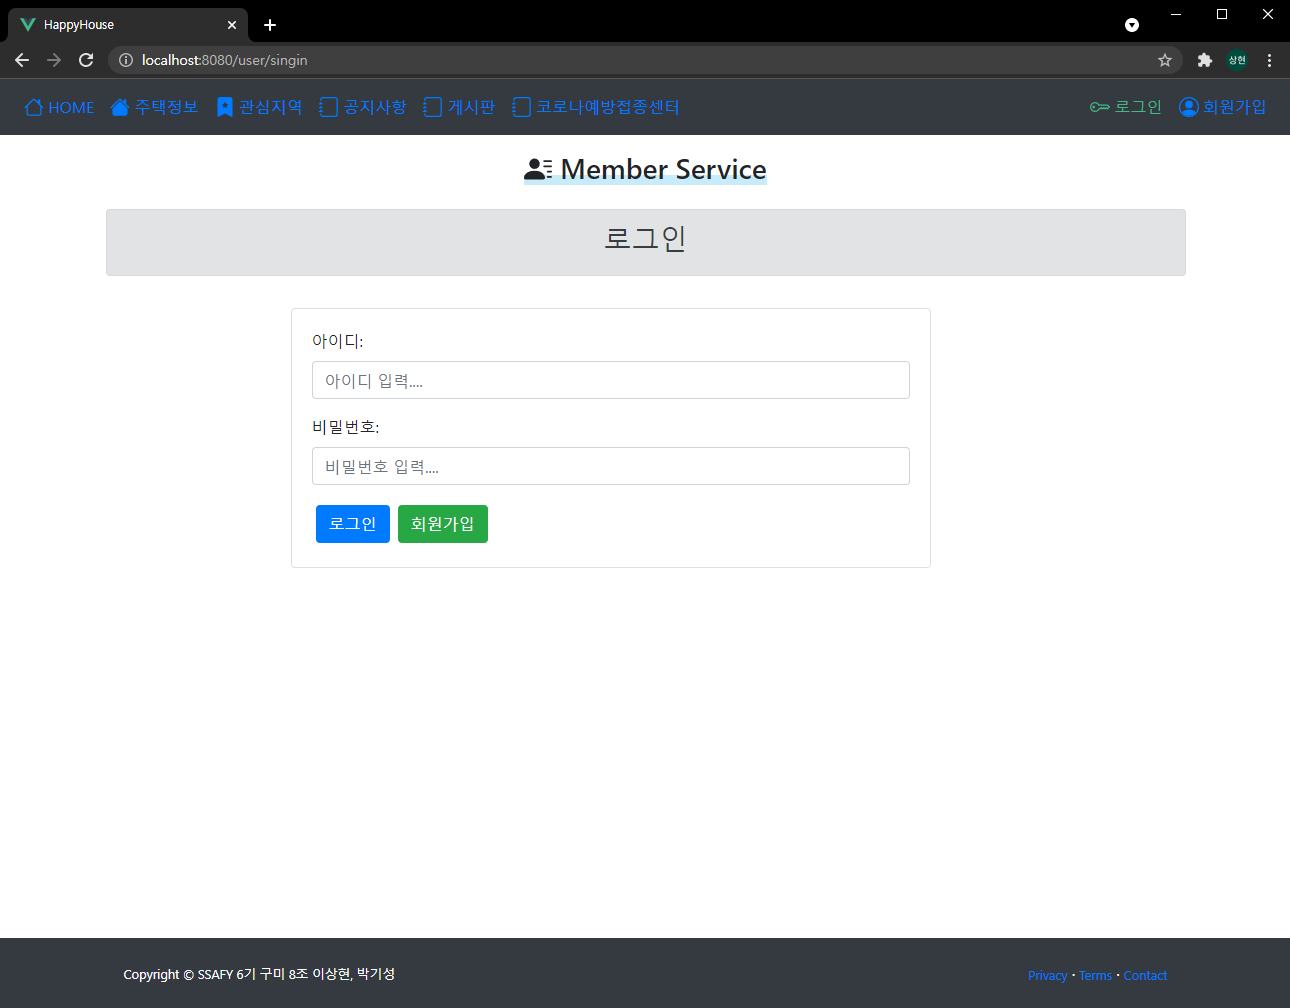 HappyHouse
localhost:8080/user/singin
상현
HOME 주택정보 관심지역 공지사항 게시판 코로나예방접종센터 로그인 회원가입
Member Service
로그인
아이디:
아이디 입력....
비밀번호:
비밀번호 입력....
로그인 회원가입
Copyright © SSAFY 6기 구미 8조 이상현, 박기성
Privacy · Terms · Contact